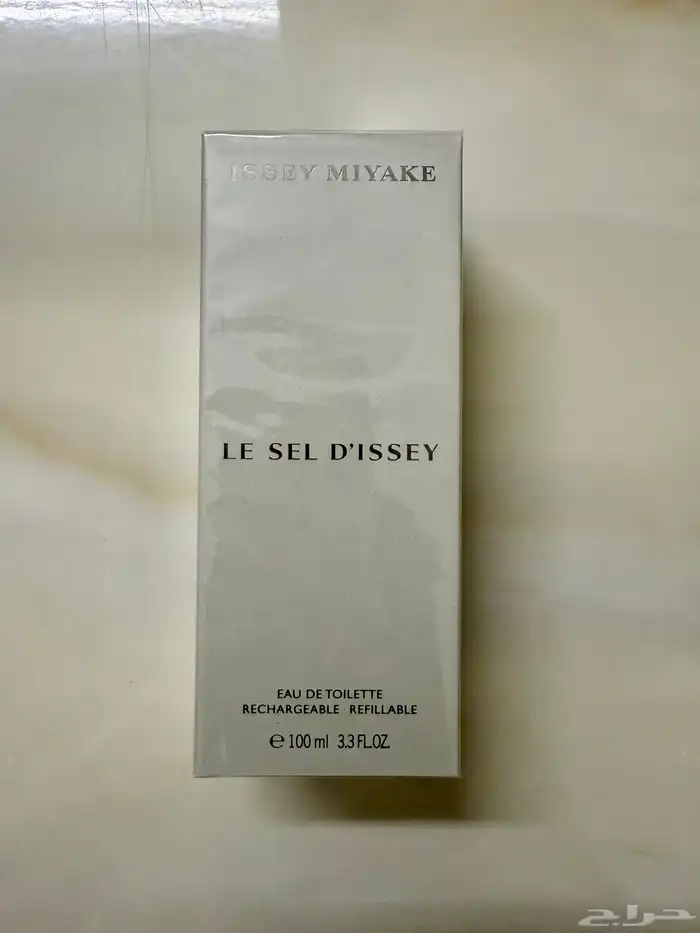 ISSEY MIYAKE
LE SEL D'ISSEY
EAU DE TOILETTE
RECHARGEABLE · REFILLABLE
℮ 100 ml 3.3 FL.OZ.
حراج